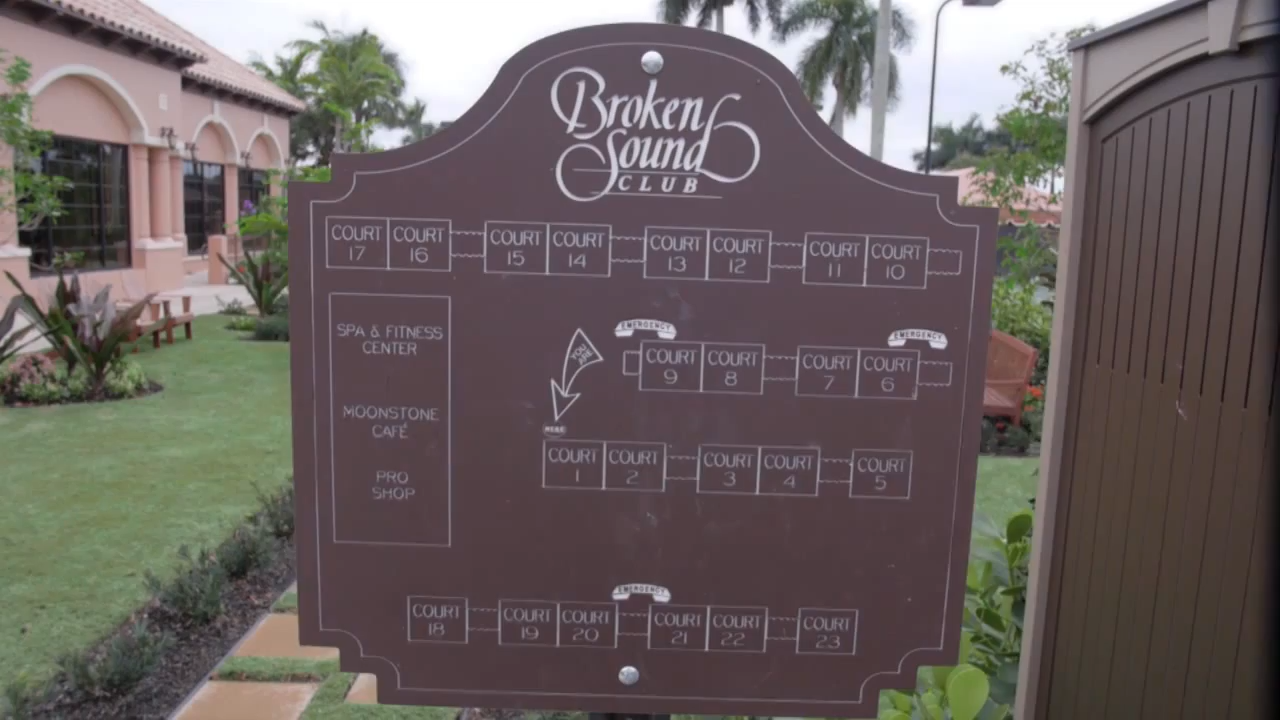 Broken
Sound
CLUB
COURT 17 COURT 16 COURT 15 COURT 14 COURT 13 COURT 12 COURT 11 COURT 10
SPA & FITNESS
CENTER
MOONSTONE
CAFÉ
PRO
SHOP
YOU
ARE
HERE
EMERGENCY
EMERGENCY
COURT 9 COURT 8 COURT 7 COURT 6
COURT 1 COURT 2 COURT 3 COURT 4 COURT 5
EMERGENCY
COURT 18 COURT 19 COURT 20 COURT 21 COURT 22 COURT 23